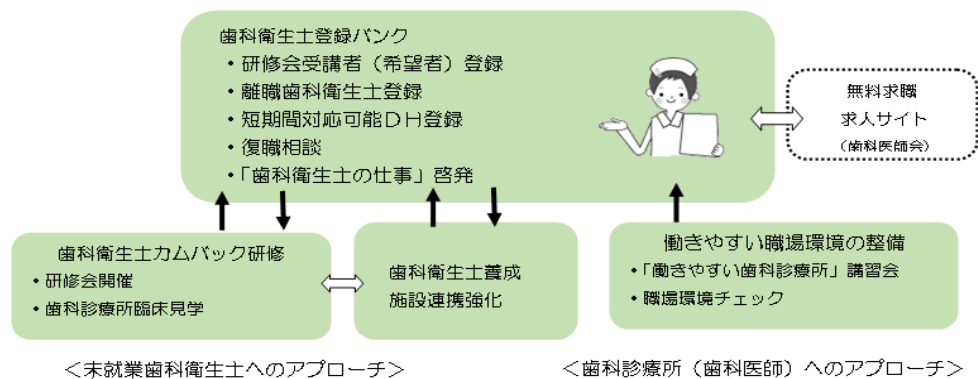 歯科衛生士登録バンク
・研修会受講者（希望者）登録
・離職歯科衛生士登録
・短期間対応可能ＤＨ登録
・復職相談
・「歯科衛生士の仕事」啓発
無料求職
求人サイト
（歯科医師会）
歯科衛生士カムバック研修
・研修会開催
・歯科診療所臨床見学
歯科衛生士養成
施設連携強化
働きやすい職場環境の整備
・「働きやすい歯科診療所」講習会
・職場環境チェック
＜未就業歯科衛生士へのアプローチ＞
＜歯科診療所（歯科医師）へのアプローチ＞